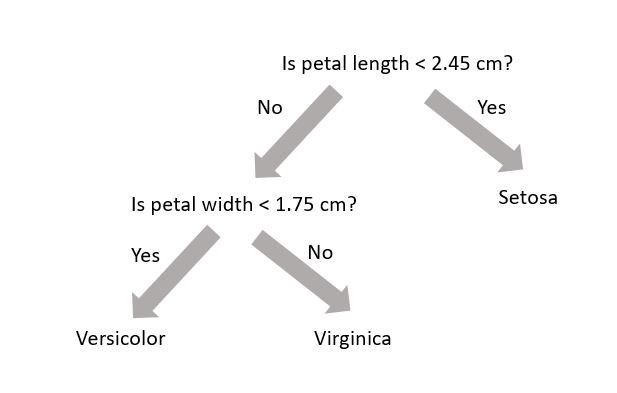 Is petal length < 2.45 cm?
No
Yes
Is petal width < 1.75 cm?
Setosa
Yes
No
Versicolor
Virginica